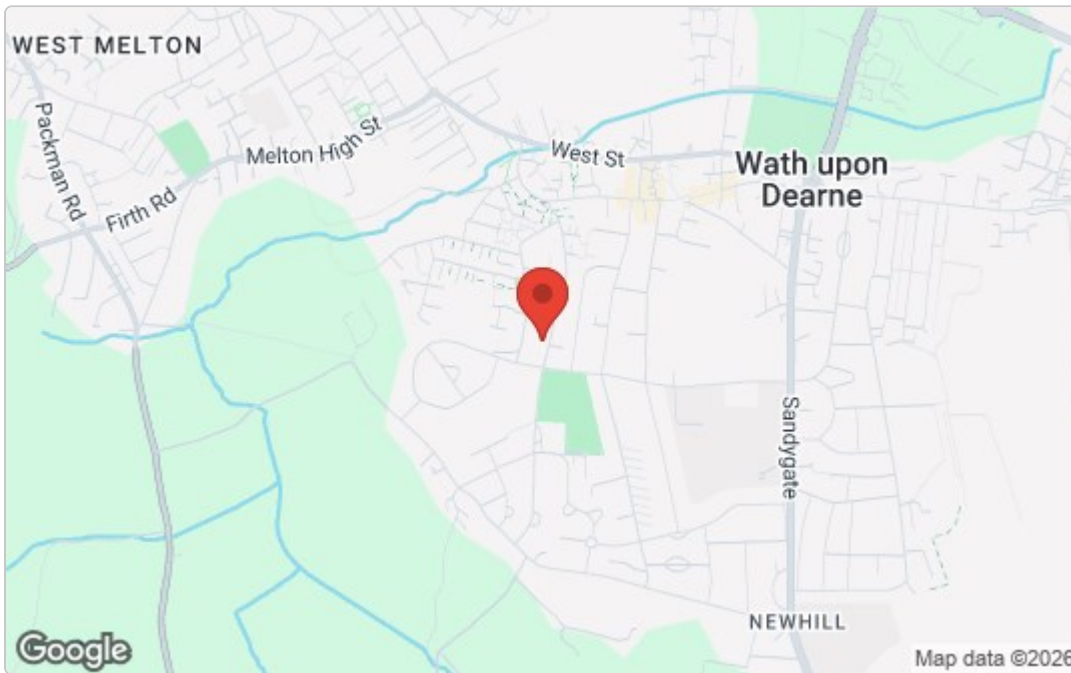 WEST MELTON
Packman Rd
Melton High St
Firth Rd
West St
Wath upon
Dearne
Sandygate
NEWHILL
Google
Map data ©2026